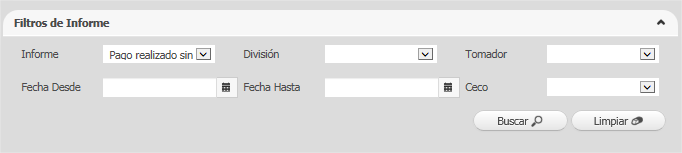 Filtros de Informe
Informe Pago realizado sin División Tomador
Fecha Desde Fecha Hasta Ceco
Buscar Limpiar